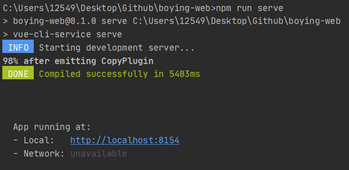 C:\Users\12549\Desktop\Github\boying-web>npm run serve
> boying-web@0.1.0 serve C:\Users\12549\Desktop\Github\boying-web
> vue-cli-service serve
INFO Starting development server...
98% after emitting CopyPlugin
DONE Compiled successfully in 5403ms
App running at:
- Local: http://localhost:8154
- Network: unavailable